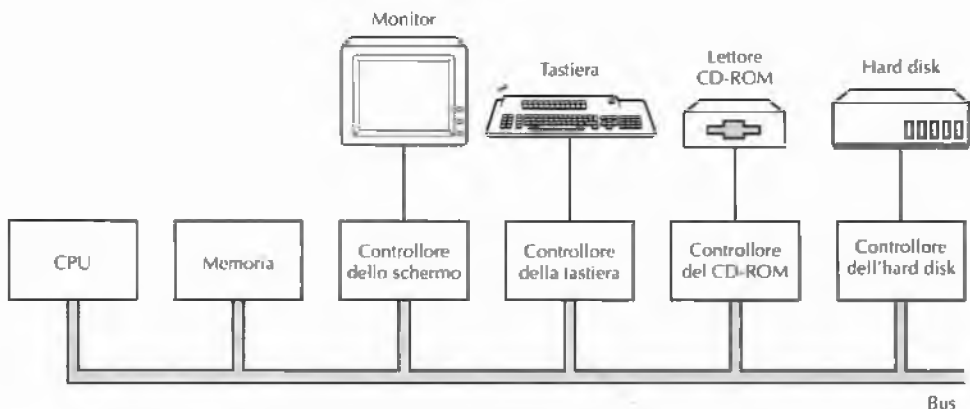 Monitor
Tastiera
Lettore
CD-ROM
Hard disk
CPU
Memoria
Controllore
dello schermo
Controllore
della tastiera
Controllore
del CD-ROM
Controllore
dell'hard disk
Bus